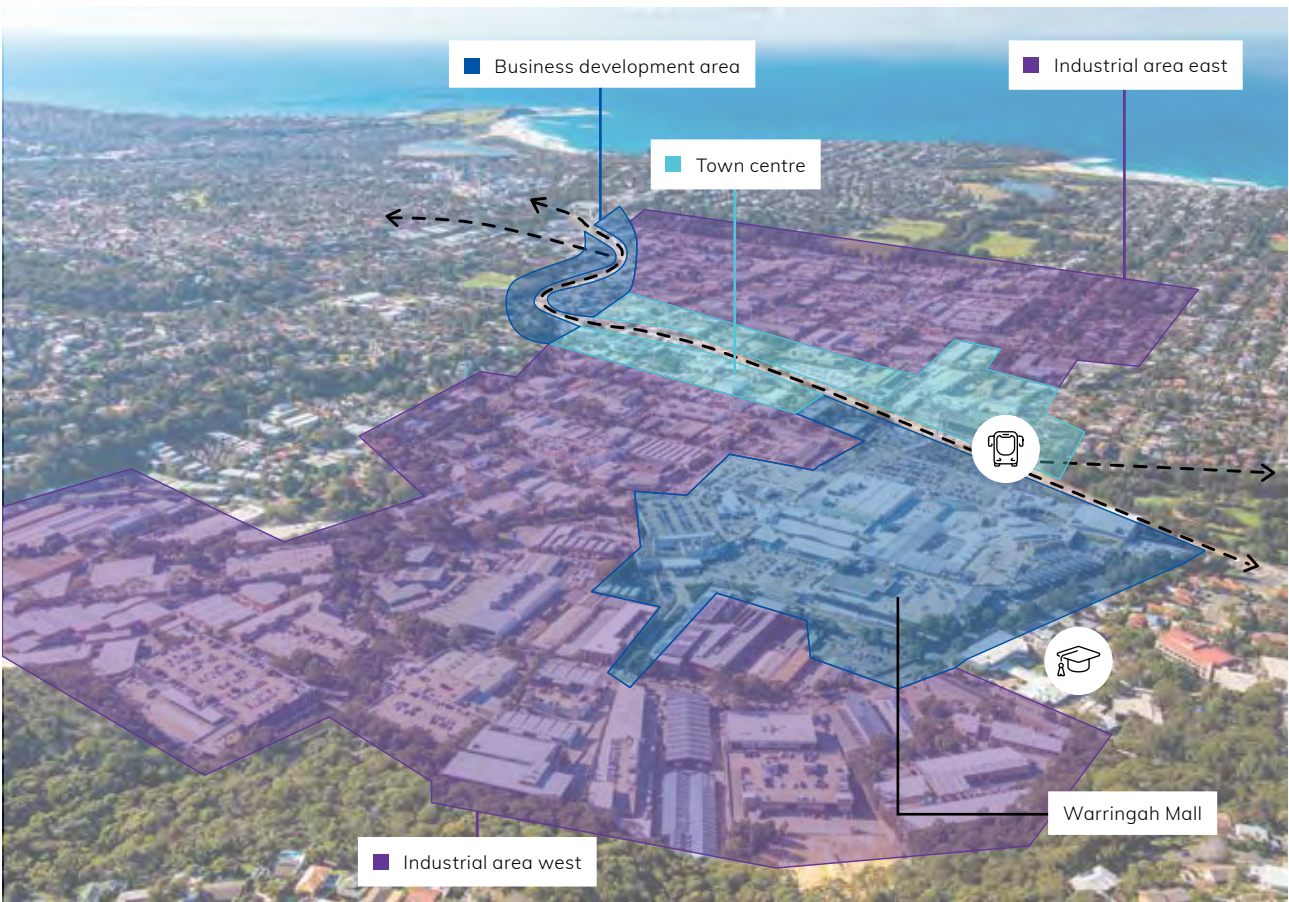 Business development area
Industrial area east
Town centre
Warringah Mall
Industrial area west